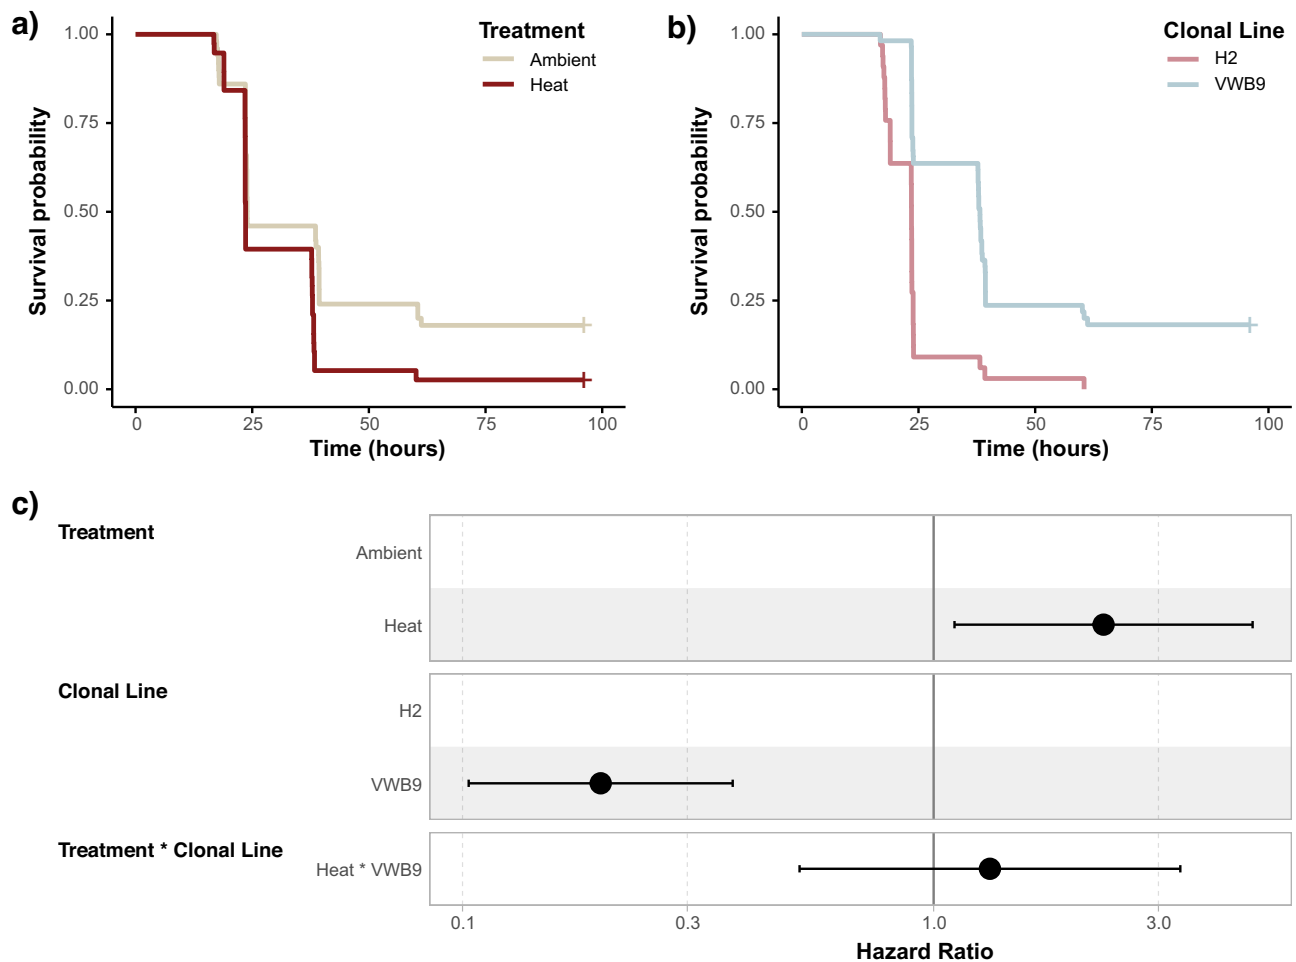 a)
Treatment
Ambient
Heat
1.00
0.75
0.50
0.25
0.00
Survival probability
0 25 50 75 100
Time (hours)
b)
Clonal Line
H2
VWB9
1.00
0.75
0.50
0.25
0.00
Survival probability
0 25 50 75 100
Time (hours)
c)
Treatment
Ambient
Heat
Clonal Line
H2
VWB9
Treatment * Clonal Line
Heat * VWB9
0.1 0.3 1.0 3.0
Hazard Ratio